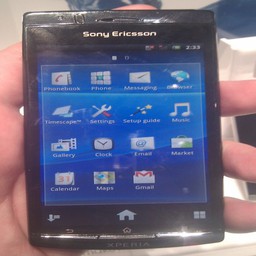 Sony Ericsson
2:33
Phonebook Phone Messaging Browser
Timescape™ Settings Setup guide Music
Gallery Clock Email Market
31
Calendar Maps Gmail
XPERIA